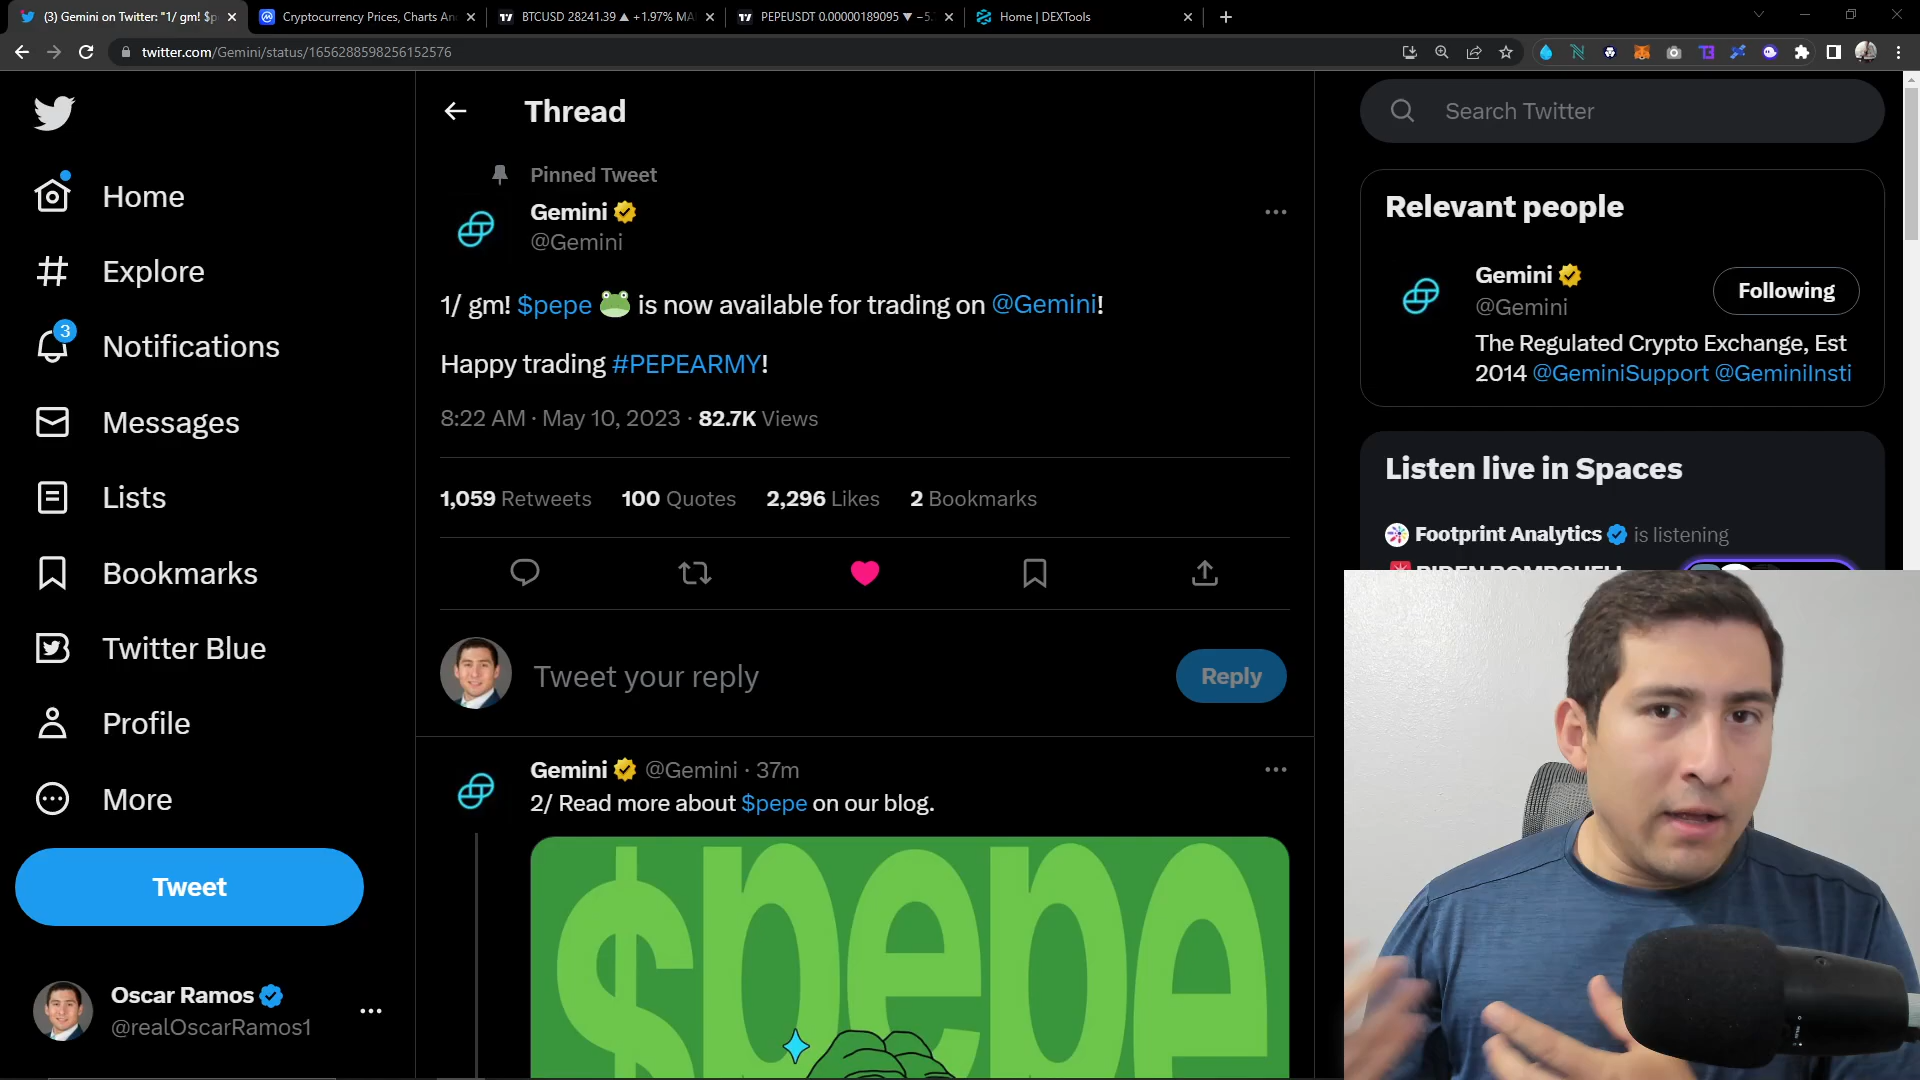 (3) Gemini on Twitter: "1/ gm! $p
Cryptocurrency Prices, Charts An
BTCUSD 28241.39 ▲ +1.97% MA
PEPEUSDT 0.00000189095 ▼ −5.
Home | DEXTools
twitter.com/Gemini/status/1656288598256152576
Home
Explore
3
Notifications
Messages
Lists
Bookmarks
Twitter Blue
Profile
More
Tweet
Oscar Ramos
@realOscarRamos1
Thread
Pinned Tweet
Gemini
@Gemini
1/ gm! $pepe 🐸 is now available for trading on @Gemini!
Happy trading #PEPEARMY!
8:22 AM · May 10, 2023 · 82.7K Views
1,059 Retweets 100 Quotes 2,296 Likes 2 Bookmarks
Tweet your reply
Reply
Gemini @Gemini · 37m
2/ Read more about $pepe on our blog.
$pepe
Search Twitter
Relevant people
Gemini
@Gemini
Following
The Regulated Crypto Exchange, Est
2014 @GeminiSupport @GeminiInsti
Listen live in Spaces
Footprint Analytics is listening
BIDEN BOMBSHELL